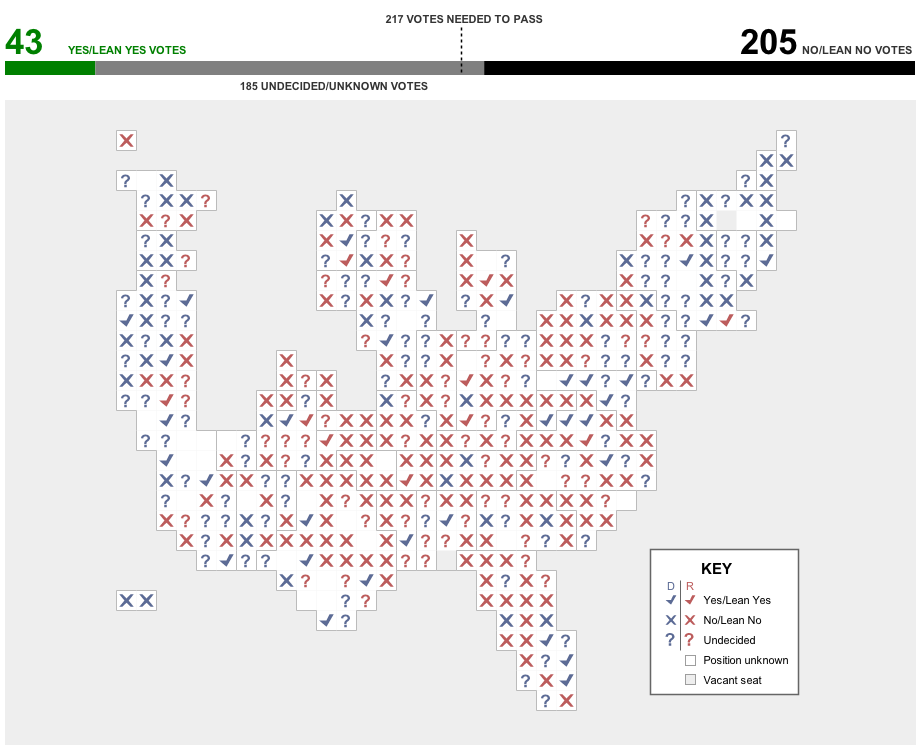 217 VOTES NEEDED TO PASS
43 YES/LEAN YES VOTES
205 NO/LEAN NO VOTES
185 UNDECIDED/UNKNOWN VOTES
KEY
D R
Yes/Lean Yes
No/Lean No
? ? Undecided
Position unknown
Vacant seat